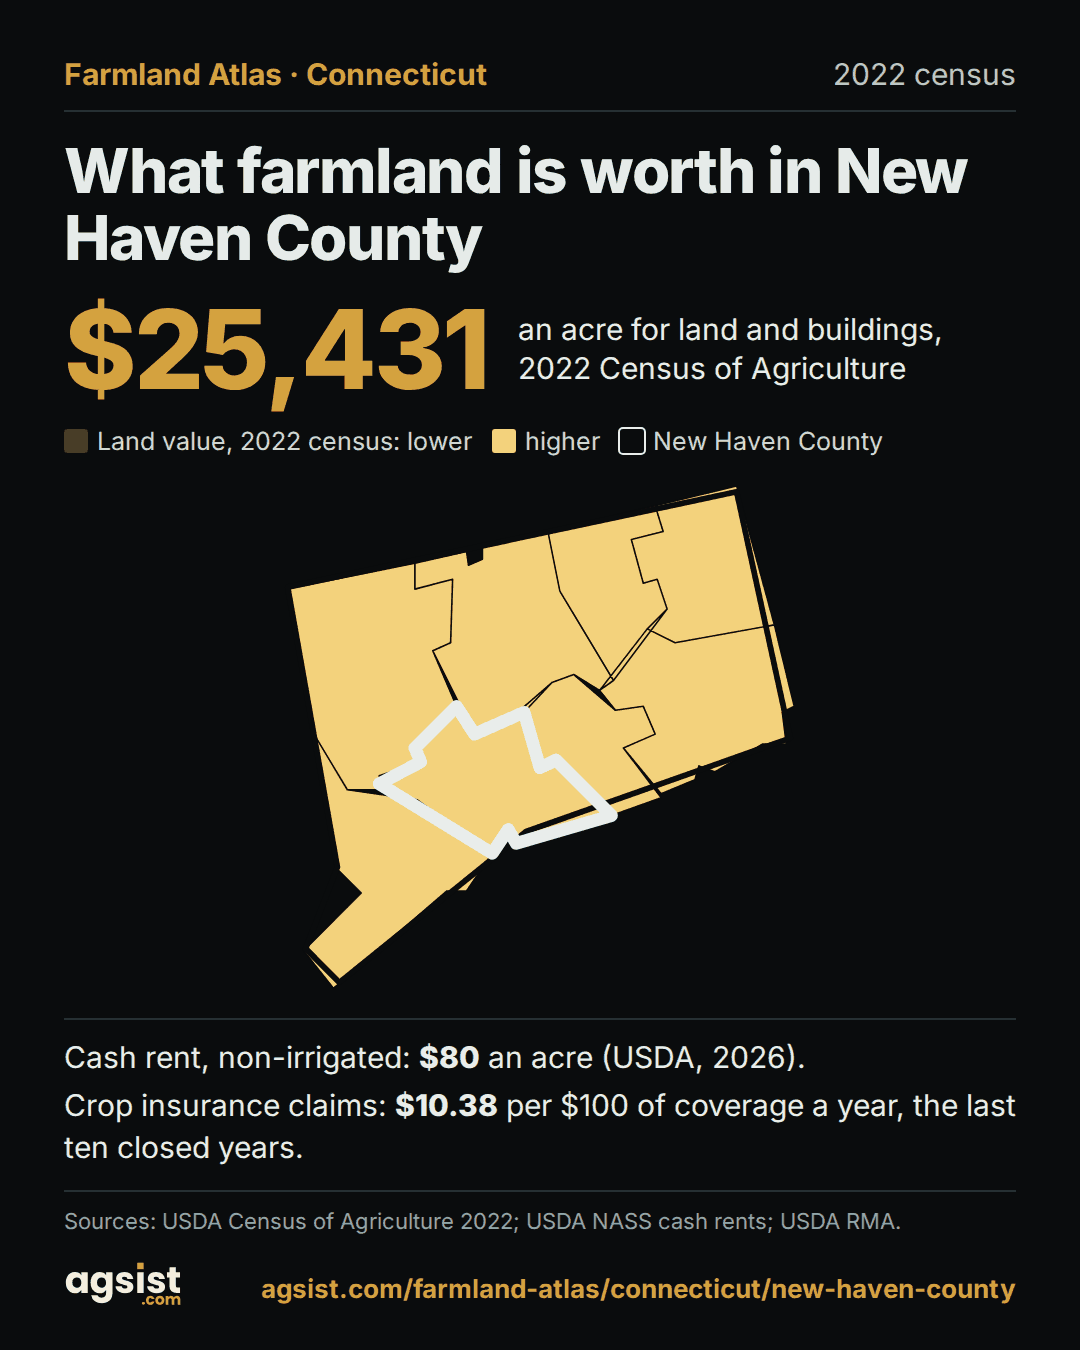 Farmland Atlas · Connecticut
2022 census
What farmland is worth in New
Haven County
$25,431
an acre for land and buildings,
2022 Census of Agriculture
Land value, 2022 census: lower
higher
New Haven County
Cash rent, non-irrigated: $80 an acre (USDA, 2026).
Crop insurance claims: $10.38 per $100 of coverage a year, the last
ten closed years.
Sources: USDA Census of Agriculture 2022; USDA NASS cash rents; USDA RMA.
agsist
.com
agsist.com/farmland-atlas/connecticut/new-haven-county